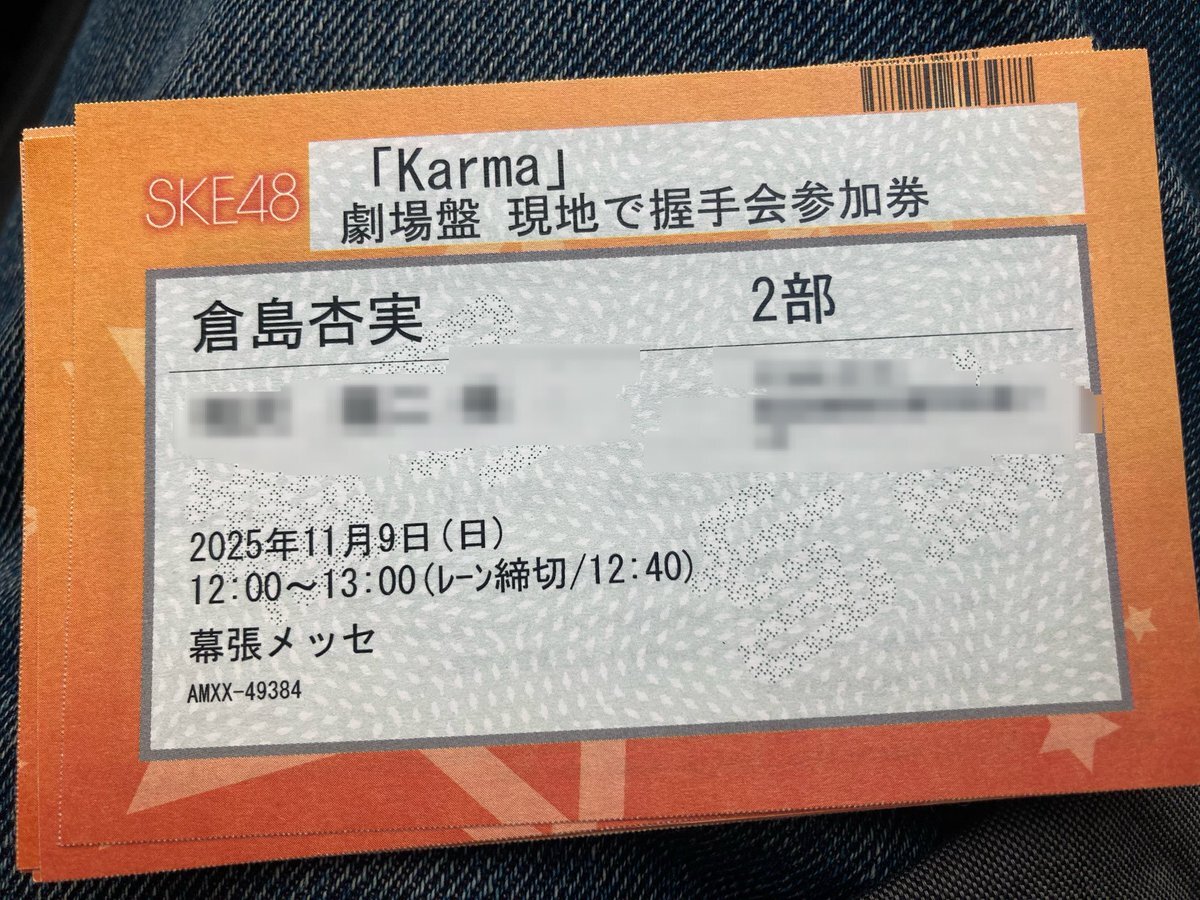 SKE48
「Karma」
劇場盤 現地で握手会参加券
倉島杏実
2部
2025年11月9日(日)
12:00～13:00(ﾚｰﾝ締切/12:40)
幕張メッセ
AMXX-49384